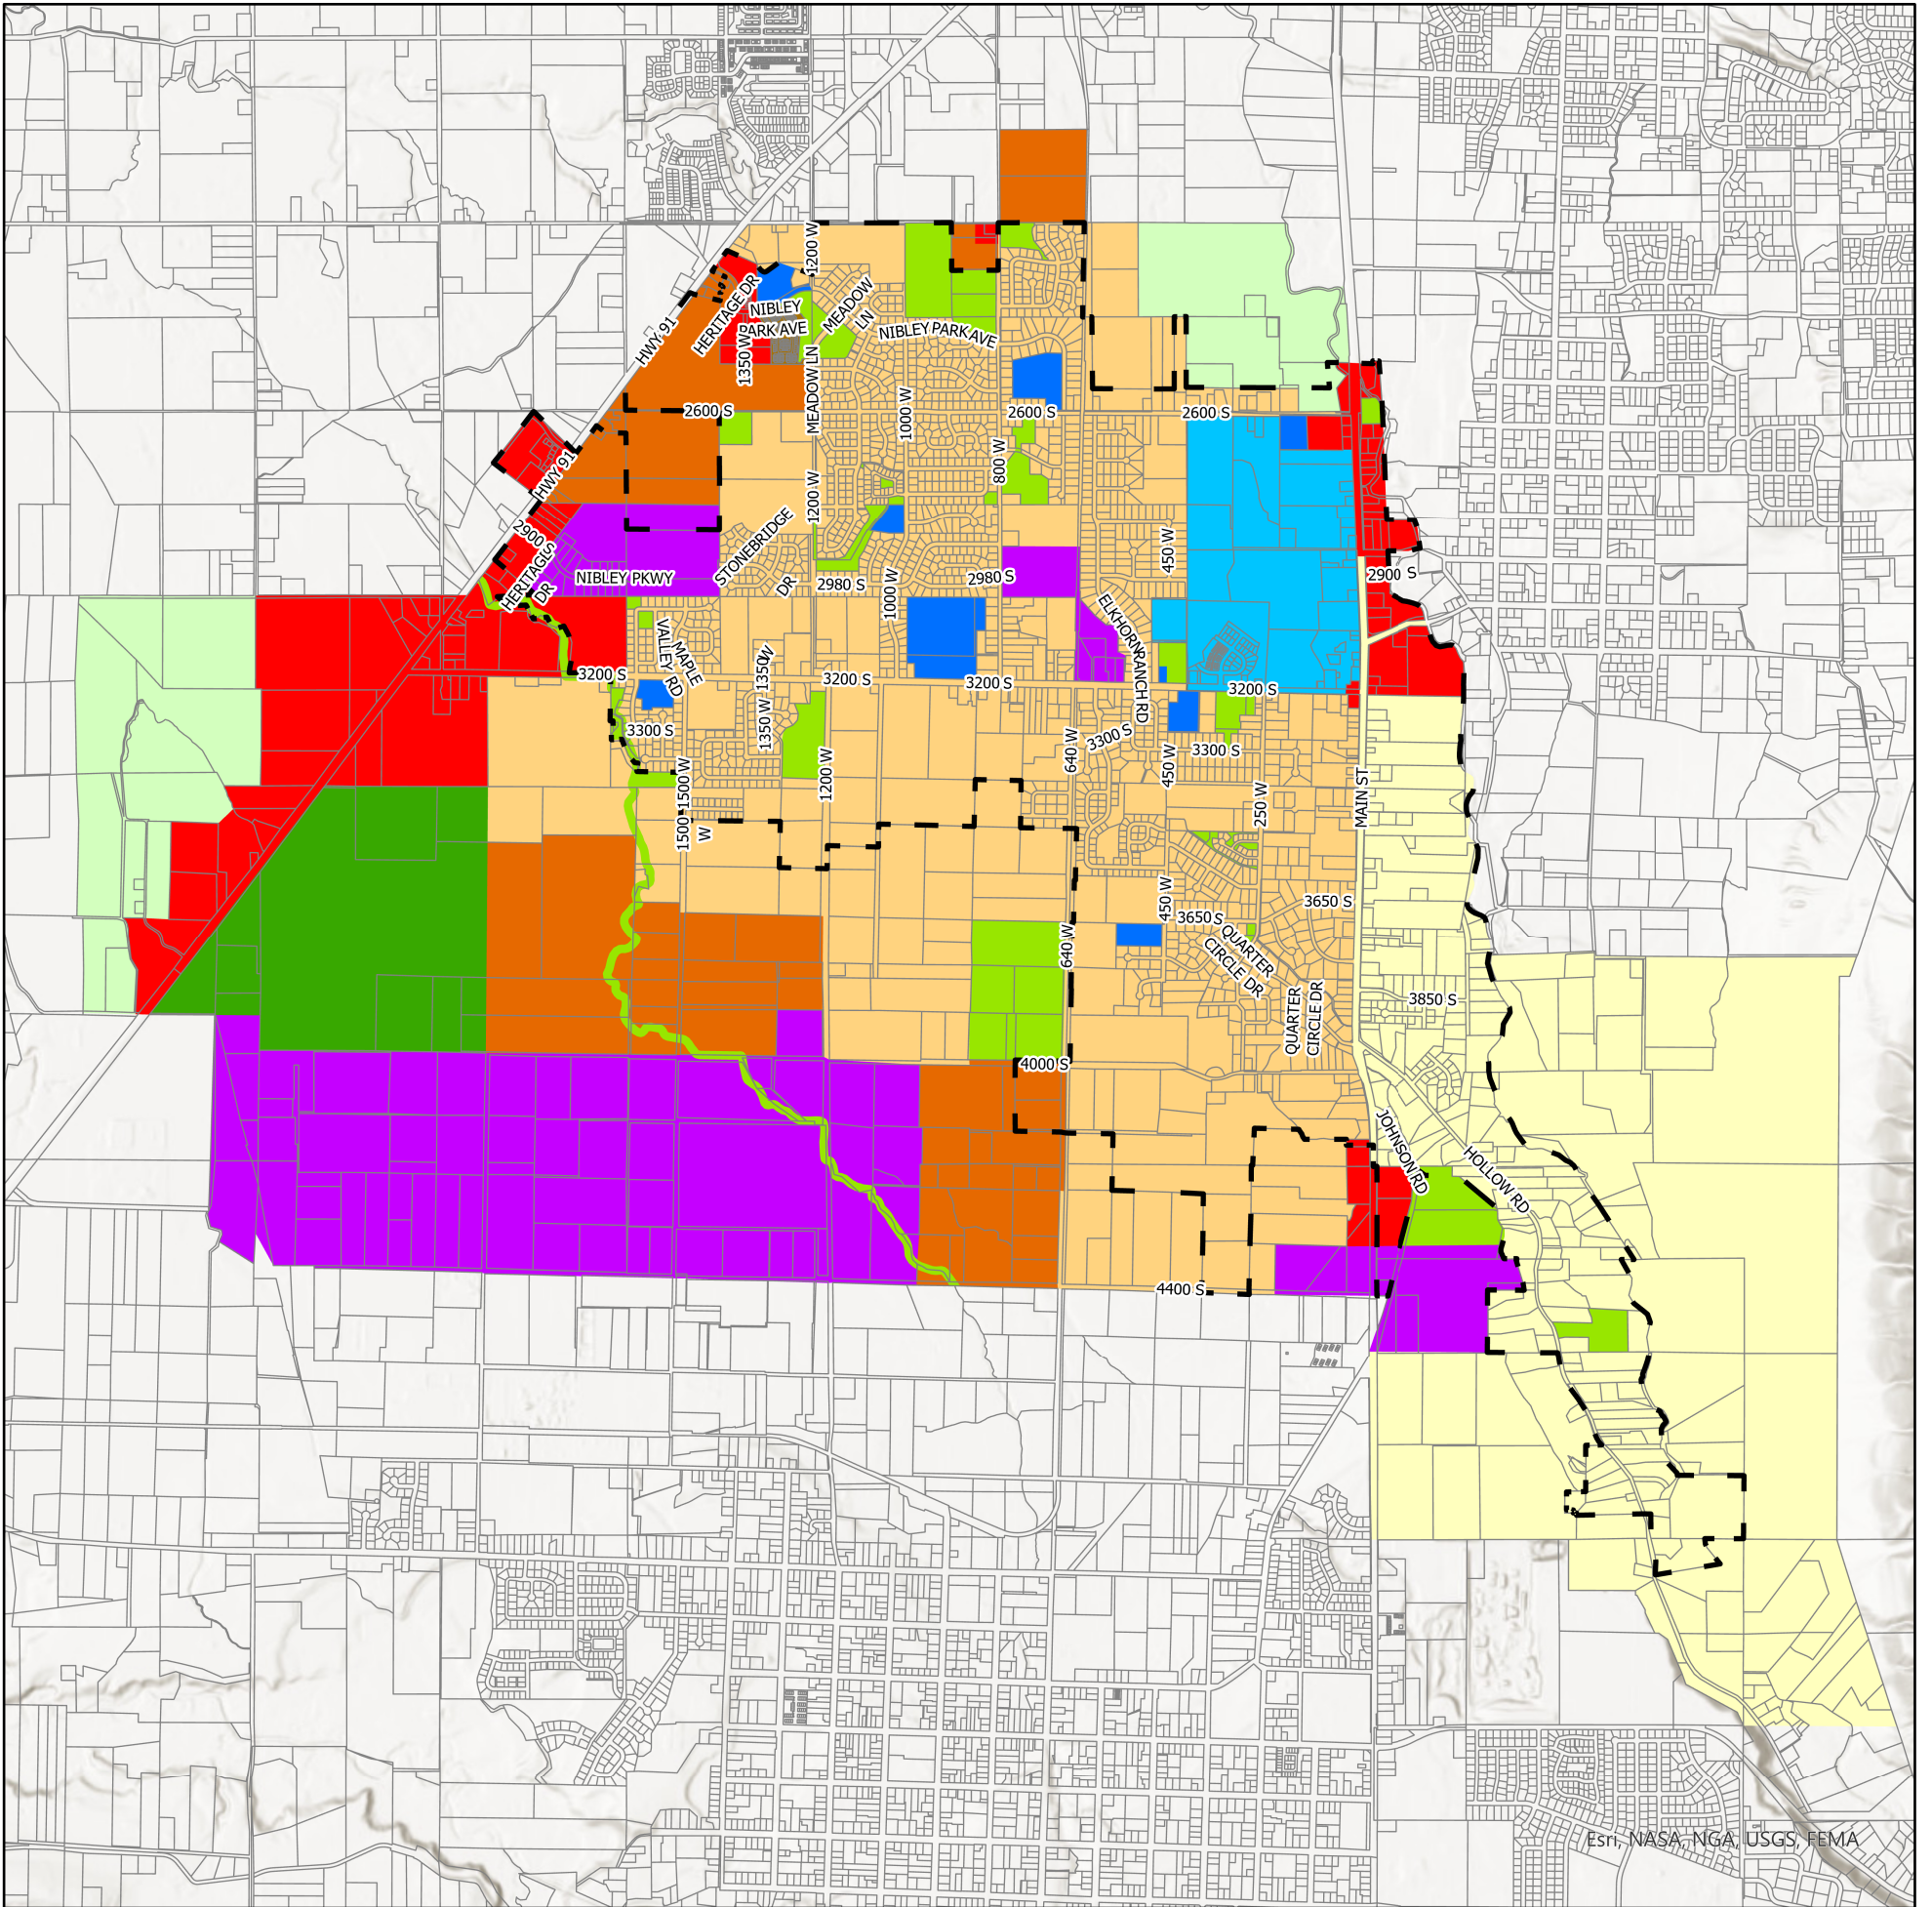 1200 W
HERITAGE DR
NIBLEY
PARK AVE
MEADOW
LN
NIBLEY PARK AVE
HWY 91
1350 W
MEADOW LN
1000 W
2600 S
2600 S
2600 S
800 W
HWY 91
1200 W
2900 S
STONEBRIDGE
DR
450 W
HERITAGE
DR
NIBLEY PKWY
2980 S
1000 W
2980 S
2900 S
ELKHORN RANCH RD
VALLEY
MAPLE
RD
1350 W
3200 S
3200 S
3200 S
3200 S
3300 S
1350 W
640 W
3300 S
450 W
3300 S
1500 W
1200 W
250 W
MAIN ST
1500
W
450 W
3650 S
3650 S
640 W
QUARTER
CIRCLE DR
3850 S
QUARTER
CIRCLE DR
4000 S
JOHNSON RD
HOLLOW RD
4400 S
Esri, NASA, NGA, USGS, FEMA